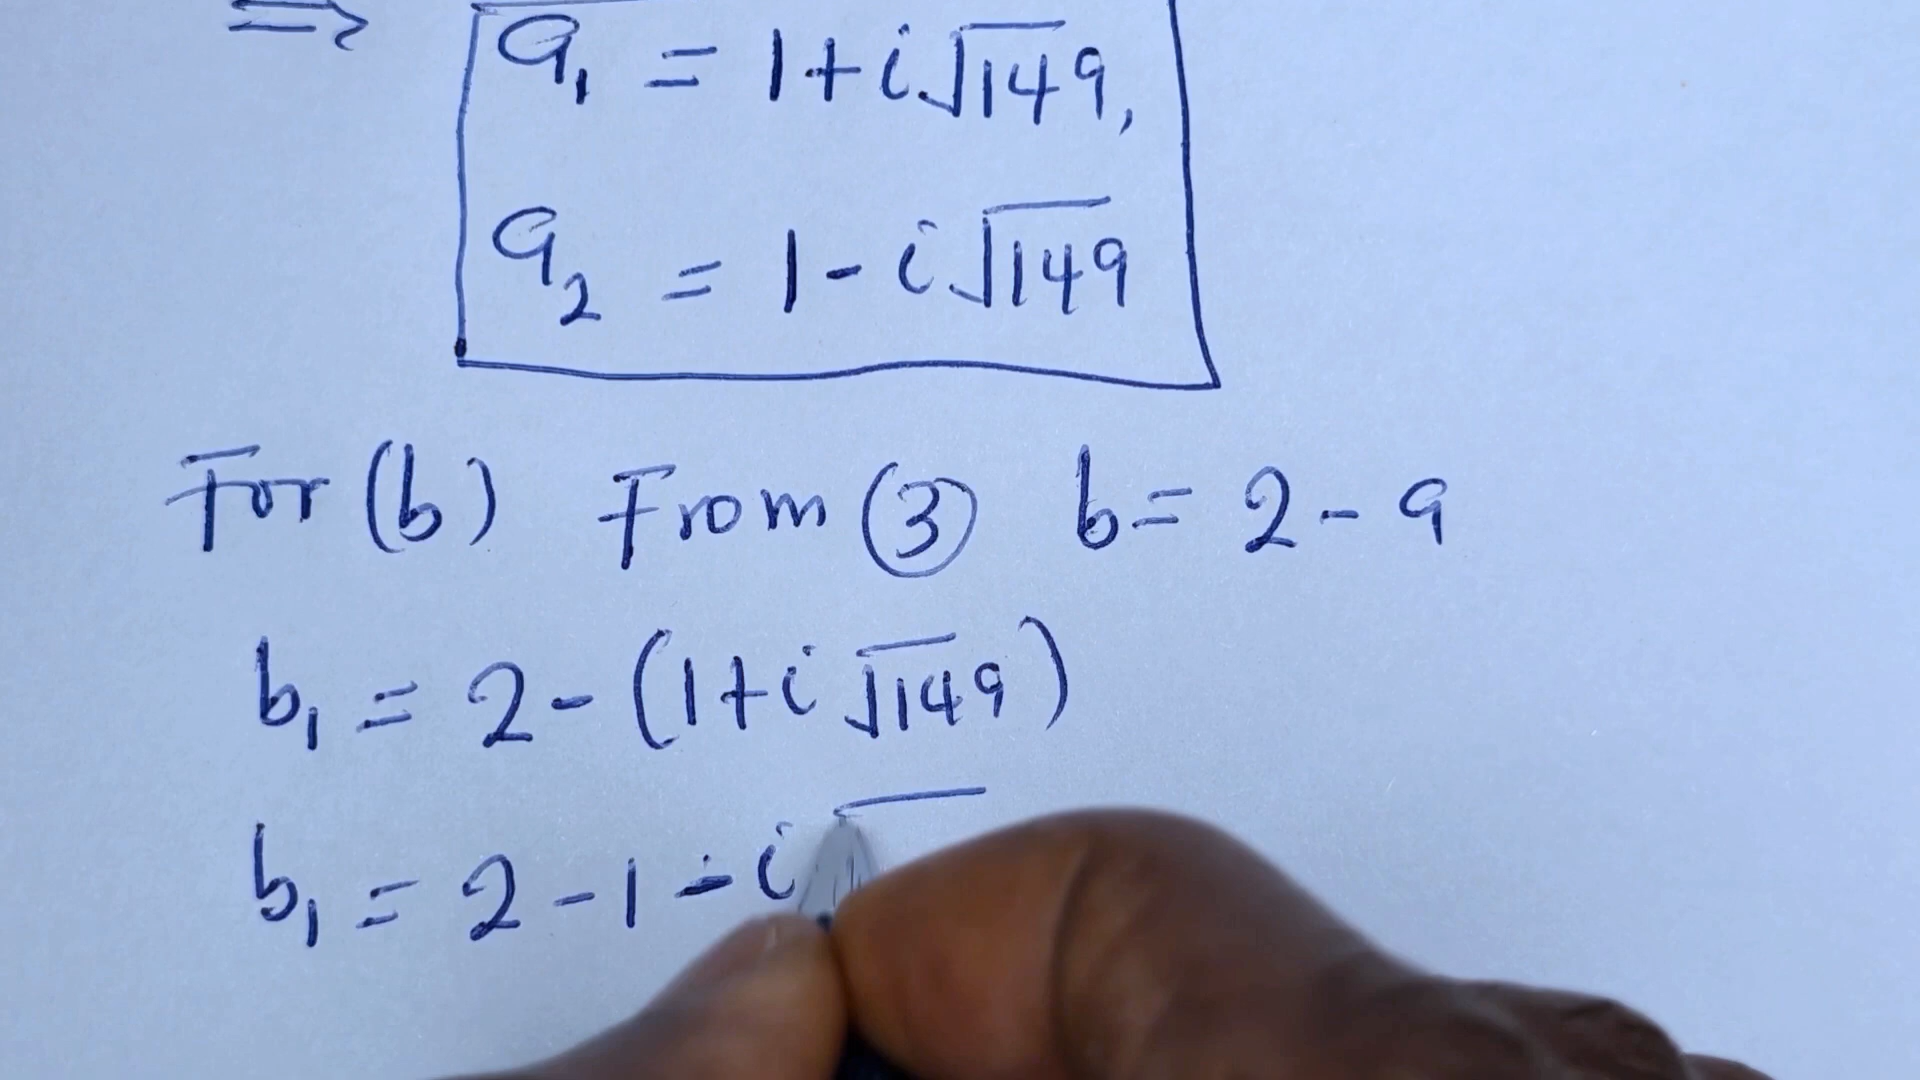 ⇒ a₁ = 1+i√149,
a₂ = 1-i√149
For (b) From ③ b= 2-a
b₁ = 2-(1+i√149)
b₁ = 2-1-i√